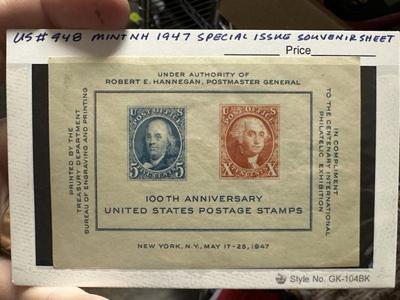 US # 948 MINT NH 1947 SPECIAL ISSUE SOUVENIR SHEET
Price
UNDER AUTHORITY OF
ROBERT E. HANNEGAN, POSTMASTER GENERAL
PRINTED BY THE
TREASURY DEPARTMENT
BUREAU OF ENGRAVING AND PRINTING
U S
POST OFFICE
5 5
FIVE CENTS
U S
POST OFFICE
X X
TEN CENTS
IN COMPLIMENT
TO THE CENTENARY INTERNATIONAL
PHILATELIC EXHIBITION
100TH ANNIVERSARY
UNITED STATES POSTAGE STAMPS
NEW YORK, N.Y., MAY 17-25, 1947
Style No. GK-104BK